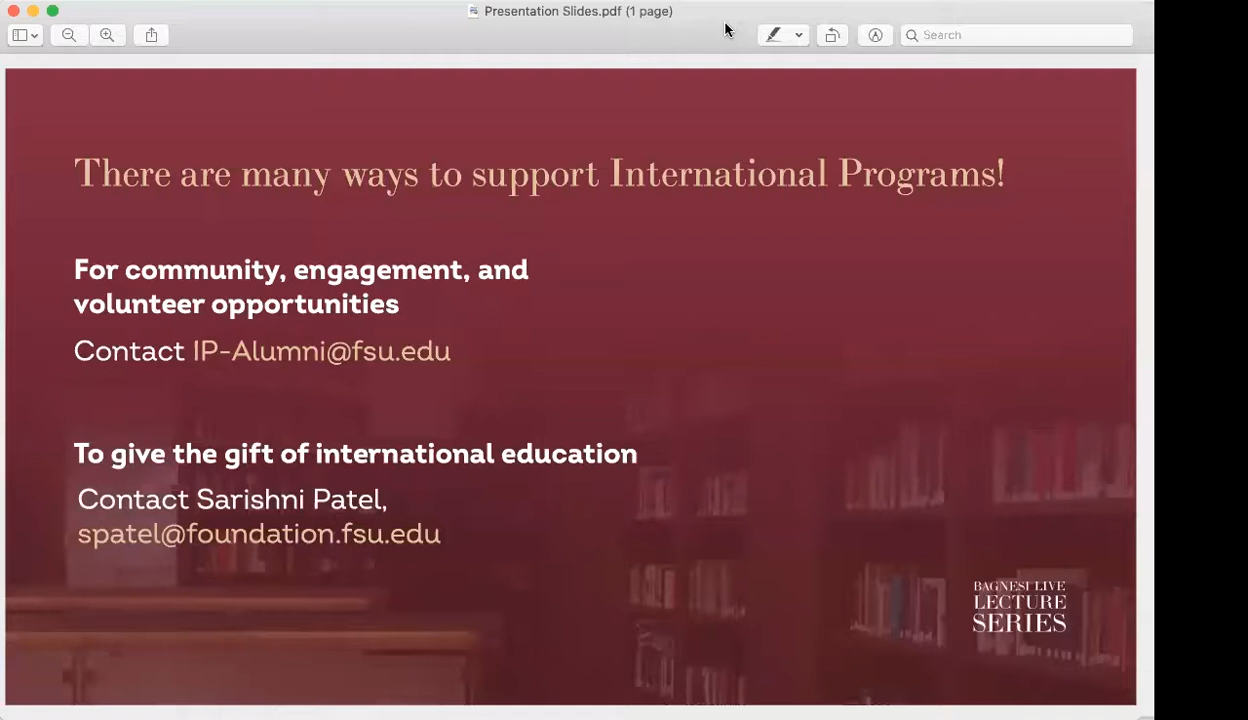 Presentation Slides.pdf (1 page)
Search
There are many ways to support International Programs!
For community, engagement, and
volunteer opportunities
Contact IP-Alumni@fsu.edu
To give the gift of international education
Contact Sarishni Patel,
spatel@foundation.fsu.edu
BAGNESI LIVE
LECTURE
SERIES